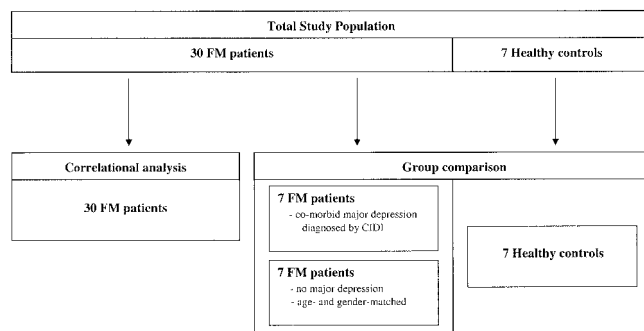 Total Study Population
30 FM patients
7 Healthy controls
Correlational analysis
30 FM patients
Group comparison
7 FM patients
- co-morbid major depression
diagnosed by CIDI
7 FM patients
- no major depression
- age- and gender-matched
7 Healthy controls